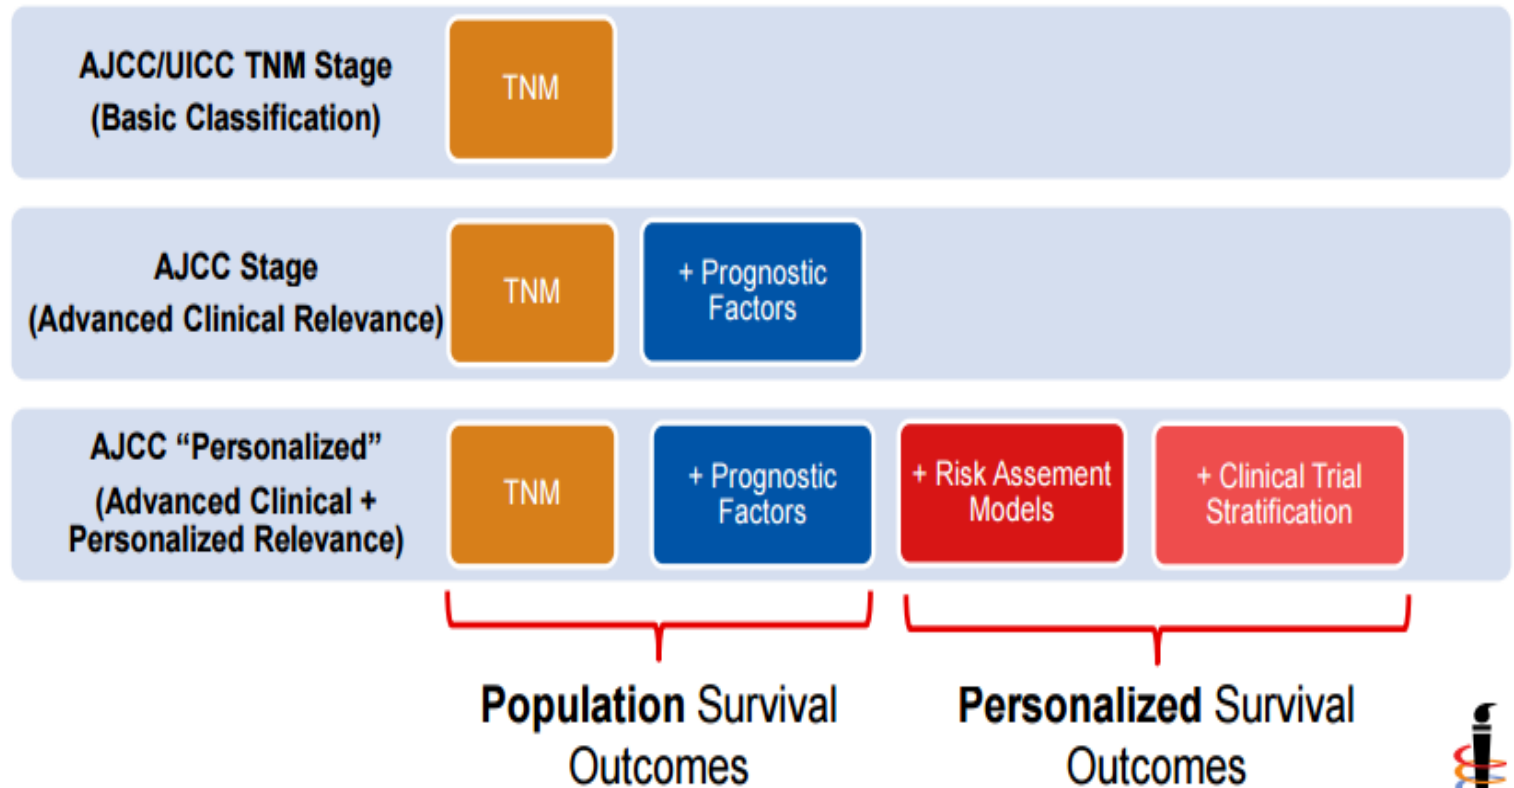 AJCC/UICC TNM Stage
(Basic Classification)
TNM
AJCC Stage
(Advanced Clinical Relevance)
TNM
+ Prognostic
Factors
AJCC “Personalized”
(Advanced Clinical +
Personalized Relevance)
TNM
+ Prognostic
Factors
+ Risk Assement
Models
+ Clinical Trial
Stratification
Population Survival
Outcomes
Personalized Survival
Outcomes